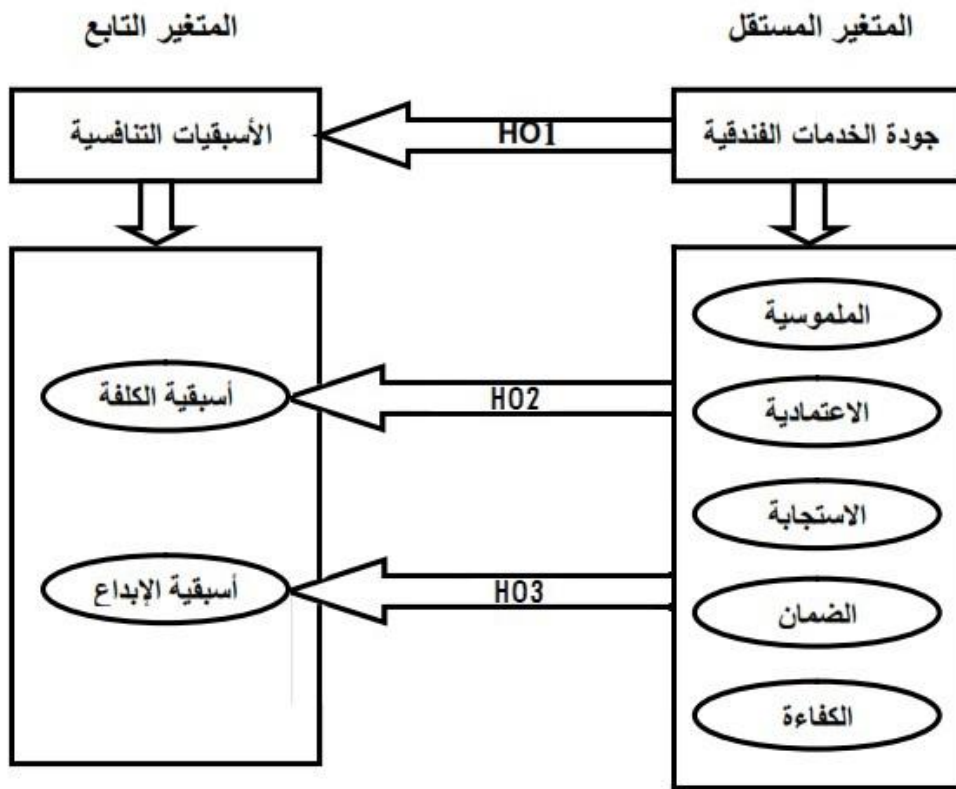 المتغير المستقل
المتغير التابع
جودة الخدمات الفندقية
HO1
الأسبقيات التنافسية
الملموسية
الاعتمادية
الاستجابة
الضمان
الكفاءة
HO2
أسبقية الكلفة
HO3
أسبقية الإبداع